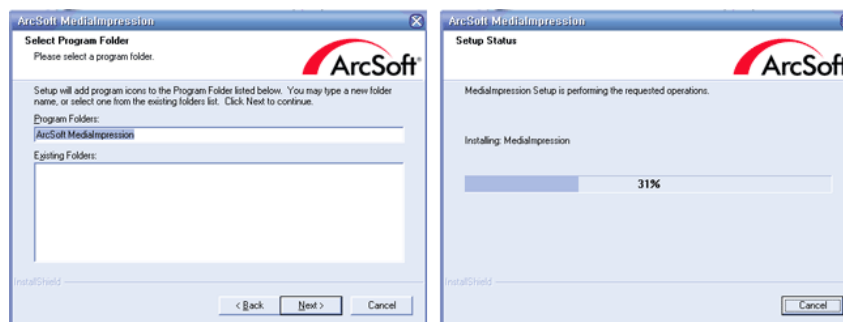 ArcSoft MediaImpression
Select Program Folder
Please select a program folder.
ArcSoft
Setup will add program icons to the Program Folder listed below. You may type a new folder
name, or select one from the existing folders list. Click Next to continue.
Program Folders:
ArcSoft MediaImpression
Existing Folders:
InstallShield
< Back
Next >
Cancel
ArcSoft MediaImpression
Setup Status
ArcSoft
MediaImpression Setup is performing the requested operations.
Installing: MediaImpression
31%
InstallShield
Cancel